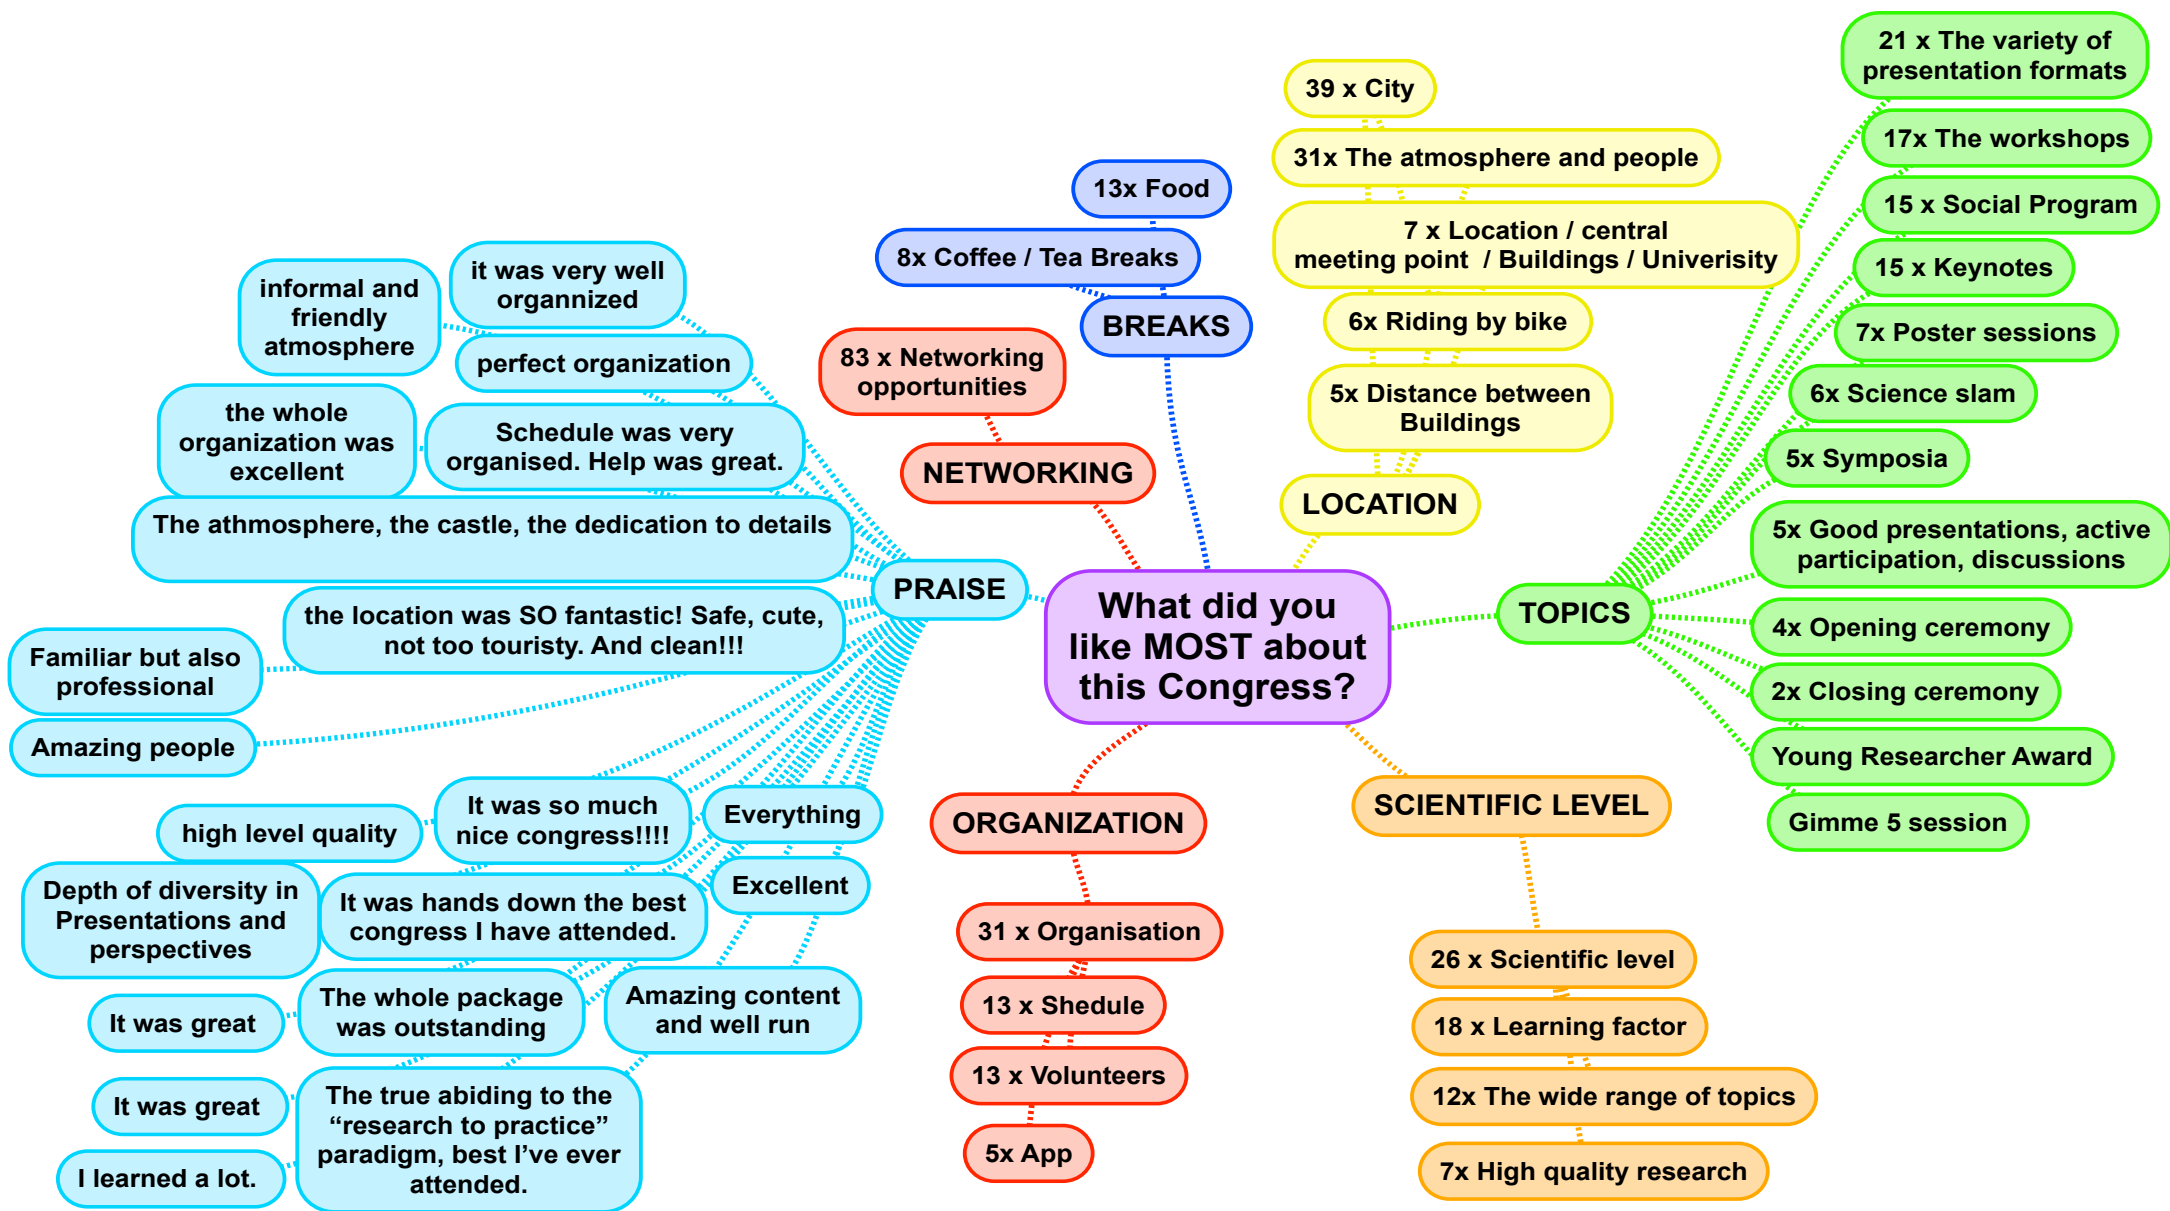 What did you
like MOST about
this Congress?
PRAISE
it was very well
organnized
informal and
friendly
atmosphere
perfect organization
the whole
organization was
excellent
Schedule was very
organised. Help was great.
The athmosphere, the castle, the dedication to details
the location was SO fantastic! Safe, cute,
not too touristy. And clean!!!
Familiar but also
professional
Amazing people
It was so much
nice congress!!!!
Everything
high level quality
Excellent
Depth of diversity in
Presentations and
perspectives
It was hands down the best
congress I have attended.
The whole package
was outstanding
Amazing content
and well run
It was great
It was great
The true abiding to the
“research to practice”
paradigm, best I’ve ever
attended.
I learned a lot.
NETWORKING
83 x Networking
opportunities
BREAKS
13x Food
8x Coffee / Tea Breaks
LOCATION
39 x City
31x The atmosphere and people
7 x Location / central
meeting point / Buildings / Univerisity
6x Riding by bike
5x Distance between
Buildings
TOPICS
21 x The variety of
presentation formats
17x The workshops
15 x Social Program
15 x Keynotes
7x Poster sessions
6x Science slam
5x Symposia
5x Good presentations, active
participation, discussions
4x Opening ceremony
2x Closing ceremony
Young Researcher Award
Gimme 5 session
ORGANIZATION
31 x Organisation
13 x Shedule
13 x Volunteers
5x App
SCIENTIFIC LEVEL
26 x Scientific level
18 x Learning factor
12x The wide range of topics
7x High quality research